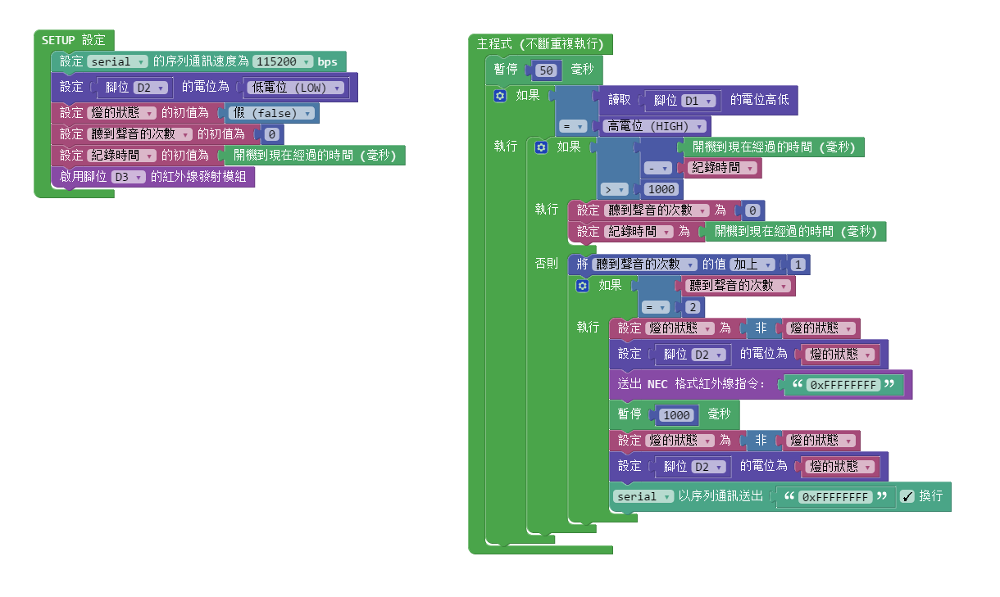 SETUP 設定
設定 serial 的序列通訊速度為 115200 bps
設定 腳位 D2 的電位為 低電位 (LOW)
設定 燈的狀態 的初值為 假 (false)
設定 聽到聲音的次數 的初值為 0
設定 紀錄時間 的初值為 開機到現在經過的時間 (毫秒)
啟用腳位 D3 的紅外線發射模組
主程式 (不斷重複執行)
暫停 50 毫秒
如果 讀取 腳位 D1 的電位高低
= 高電位 (HIGH)
執行 如果 開機到現在經過的時間 (毫秒)
- 紀錄時間
> 1000
執行 設定 聽到聲音的次數 為 0
設定 紀錄時間 為 開機到現在經過的時間 (毫秒)
否則 將 聽到聲音的次數 的值 加上 1
如果 聽到聲音的次數
= 2
執行 設定 燈的狀態 為 非 燈的狀態
設定 腳位 D2 的電位為 燈的狀態
送出 NEC 格式紅外線指令: “ 0xFFFFFFFF ”
暫停 1000 毫秒
設定 燈的狀態 為 非 燈的狀態
設定 腳位 D2 的電位為 燈的狀態
serial 以序列通訊送出 “ 0xFFFFFFFF ” ✓ 換行